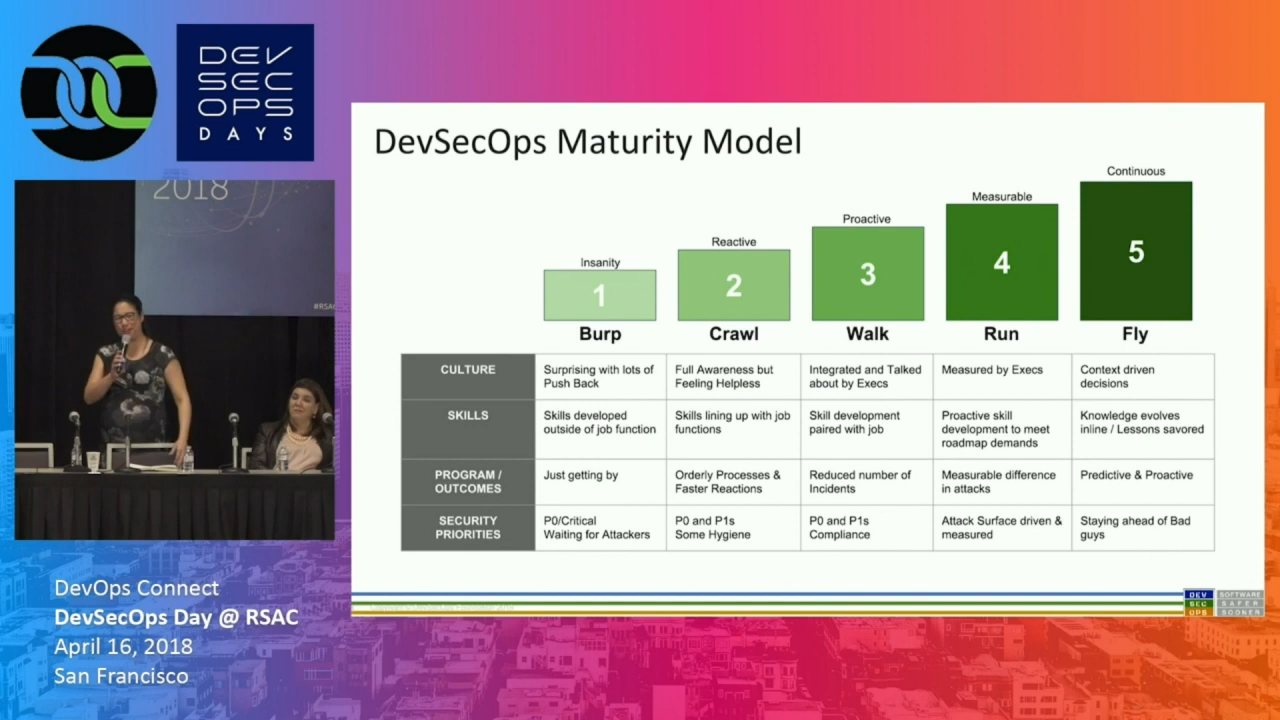 DEV
SEC
OPS
DAYS
2018
#RSAC
DevOps Connect
DevSecOps Day @ RSAC
April 16, 2018
San Francisco
DevSecOps Maturity Model
Insanity
1
Burp
Reactive
2
Crawl
Proactive
3
Walk
Measurable
4
Run
Continuous
5
Fly
CULTURE
Surprising with lots of
Push Back
Full Awareness but
Feeling Helpless
Integrated and Talked
about by Execs
Measured by Execs
Context driven
decisions
SKILLS
Skills developed
outside of job function
Skills lining up with job
functions
Skill development
paired with job
Proactive skill
development to meet
roadmap demands
Knowledge evolves
inline / Lessons savored
PROGRAM /
OUTCOMES
Just getting by
Orderly Processes &
Faster Reactions
Reduced number of
Incidents
Measurable difference
in attacks
Predictive & Proactive
SECURITY
PRIORITIES
P0/Critical
Waiting for Attackers
P0 and P1s
Some Hygiene
P0 and P1s
Compliance
Attack Surface driven &
measured
Staying ahead of Bad
guys
DEV
SEC
OPS
SOFTWARE
SAFER
SOONER